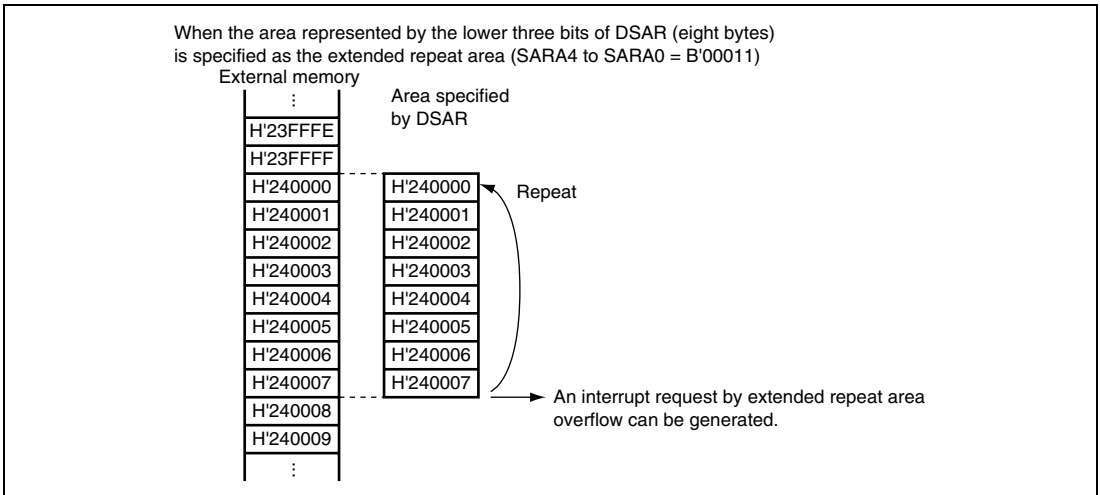 When the area represented by the lower three bits of DSAR (eight bytes)
is specified as the extended repeat area (SARA4 to SARA0 = B'00011)
External memory
Area specified
by DSAR
⋮
H'23FFFE
H'23FFFF
H'240000
H'240001
H'240002
H'240003
H'240004
H'240005
H'240006
H'240007
H'240008
H'240009
⋮
H'240000
H'240001
H'240002
H'240003
H'240004
H'240005
H'240006
H'240007
Repeat
An interrupt request by extended repeat area
overflow can be generated.